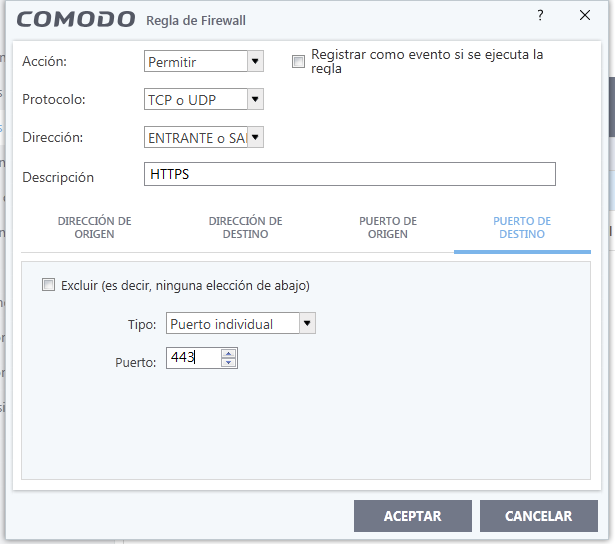 COMODO Regla de Firewall ?
Acción: Permitir
Registrar como evento si se ejecuta la
regla
Protocolo: TCP o UDP
Dirección: ENTRANTE o SAI
Descripción HTTPS
DIRECCIÓN DE
ORIGEN
DIRECCIÓN DE
DESTINO
PUERTO DE
ORIGEN
PUERTO DE
DESTINO
Excluir (es decir, ninguna elección de abajo)
Tipo: Puerto individual
Puerto: 443
ACEPTAR
CANCELAR